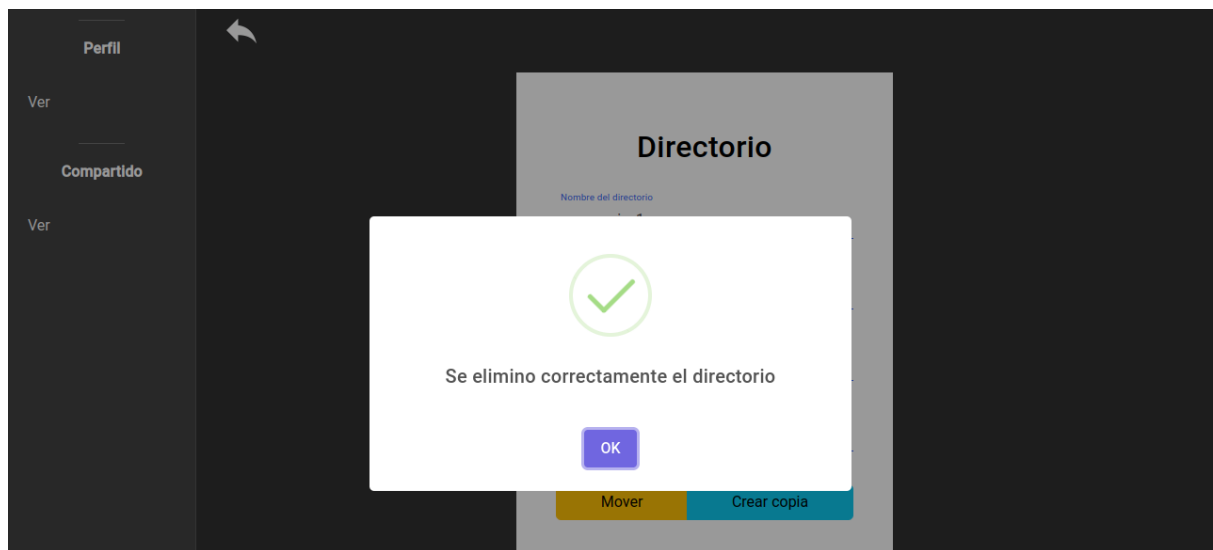 Perfil
Ver
Compartido
Ver
Directorio
Nombre del directorio
Se elimino correctamente el directorio
OK
Mover
Crear copia